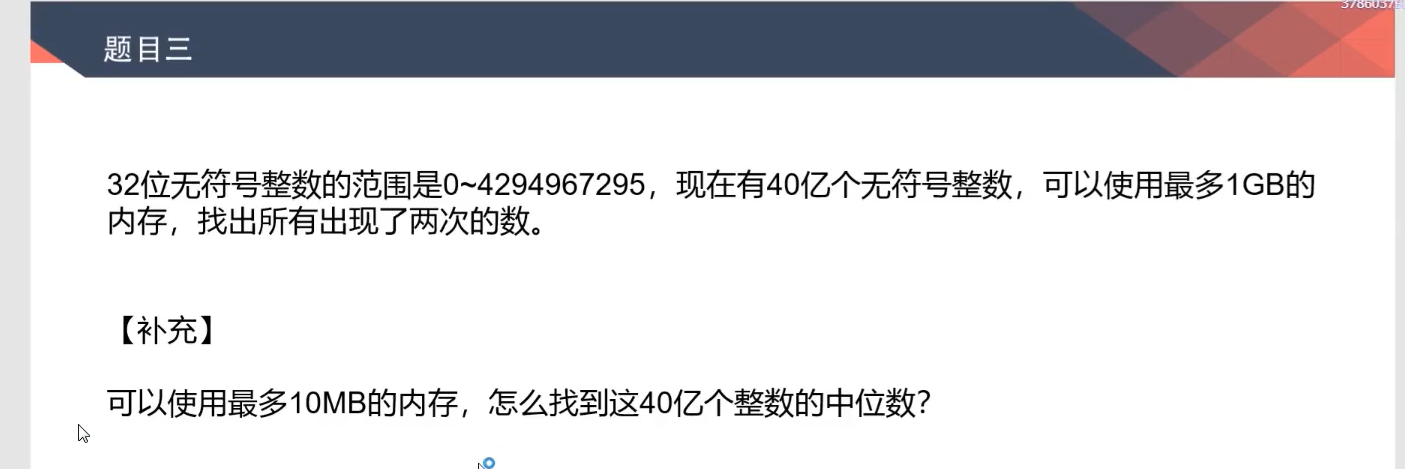 3786037
题目三
32位无符号整数的范围是0~4294967295，现在有40亿个无符号整数，可以使用最多1GB的
内存，找出所有出现了两次的数。
【补充】
可以使用最多10MB的内存，怎么找到这40亿个整数的中位数？